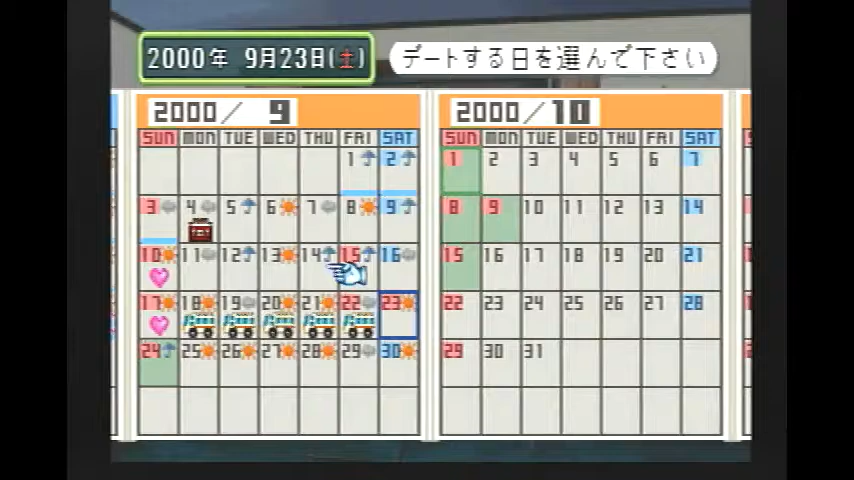 2000年 9月23日(土)
デートする日を選んで下さい
2000/ 9
SUN MON TUE WED THU FRI SAT
1 2
3 4 5 6 7 8 9
10 11 12 13 14 15 16
17 18 19 20 21 22 23
24 25 26 27 28 29 30
2000/10
SUN MON TUE WED THU FRI SAT
1 2 3 4 5 6 7
8 9 10 11 12 13 14
15 16 17 18 19 20 21
22 23 24 25 26 27 28
29 30 31